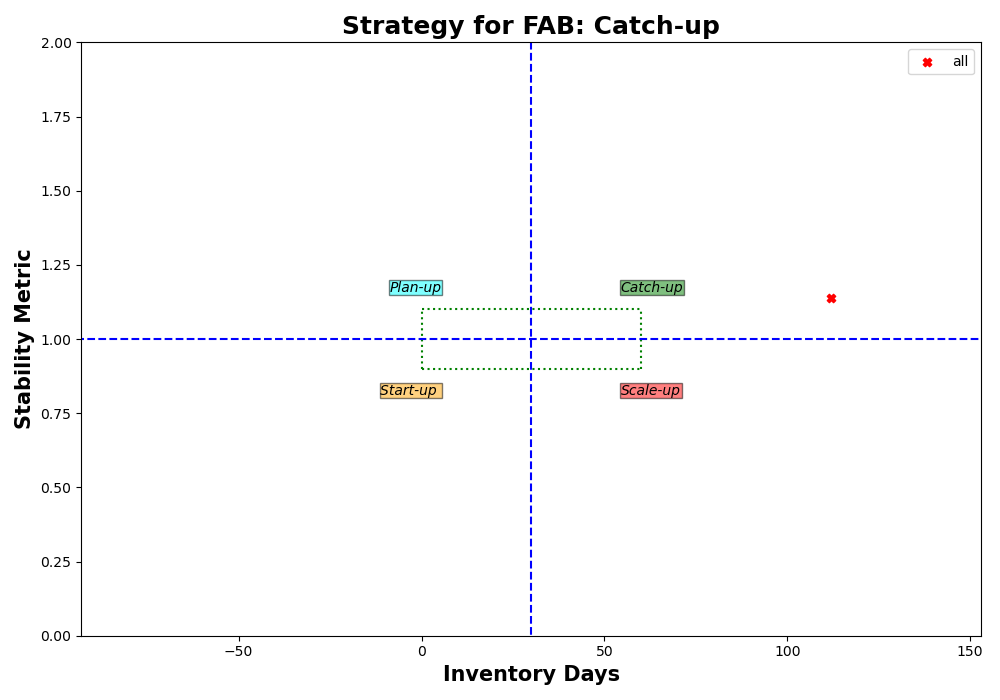 Strategy for FAB: Catch-up
all
2.00
1.75
1.50
1.25
1.00
0.75
0.50
0.25
0.00
Stability Metric
Plan-up
Catch-up
Start-up
Scale-up
−50
0
50
100
150
Inventory Days